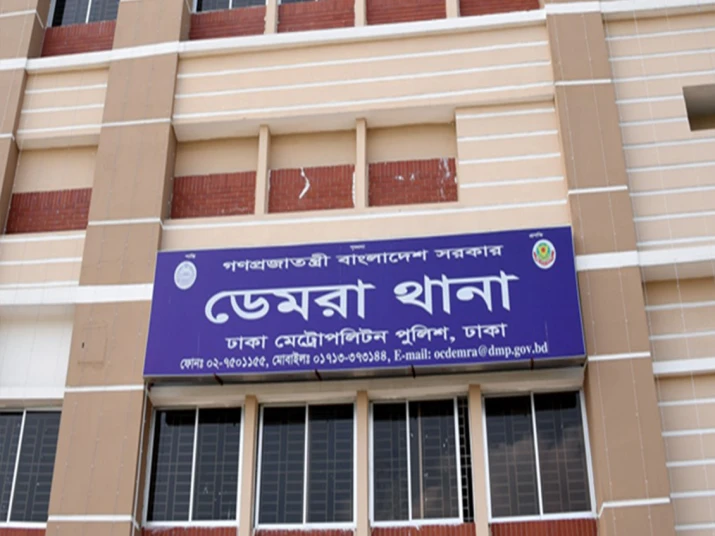 গণপ্রজাতন্ত্রী বাংলাদেশ সরকার
ডেমরা থানা
ঢাকা মেট্রোপলিটন পুলিশ, ঢাকা
ফোনঃ ০২-৭৫০১১৫৫, মোবাইলঃ ০১৭১৩-৩৭৩১৪৪, E-mail: ocdemra@dmp.gov.bd